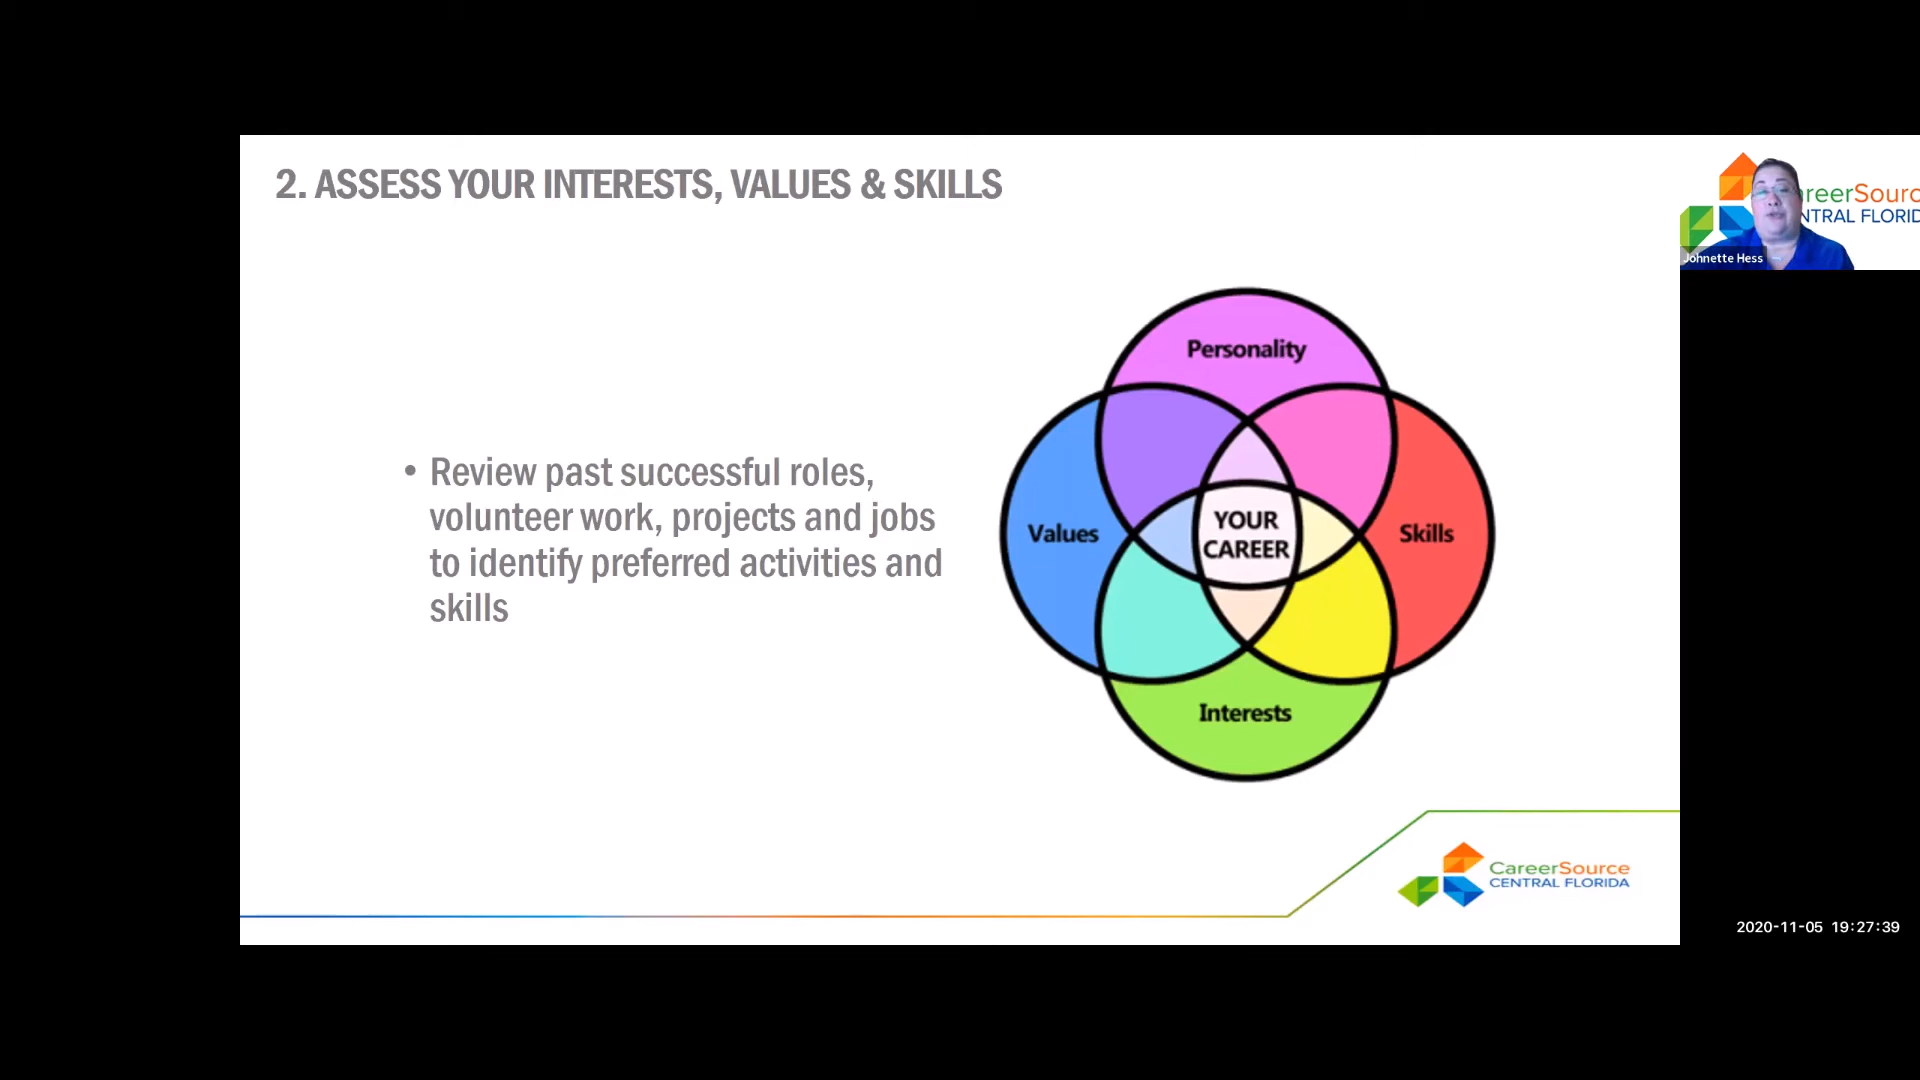 2. ASSESS YOUR INTERESTS, VALUES & SKILLS
reerSourc
NTRAL FLORID
Johnette Hess
• Review past successful roles,
volunteer work, projects and jobs
to identify preferred activities and
skills
Personality
Values
YOUR
CAREER
Skills
Interests
CareerSource
CENTRAL FLORIDA
2020-11-05 19:27:39